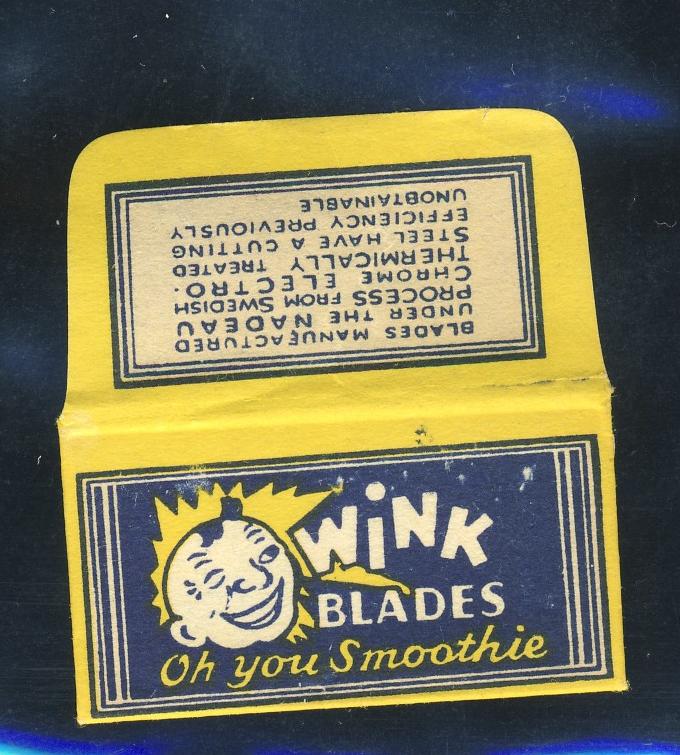 BLADES MANUFACTURED
UNDER THE NADEAU
PROCESS FROM SWEDISH
CHROME ELECTRO.
THERMICALLY TREATED
STEEL HAVE A CUTTING
EFFICIENCY PREVIOUSLY
UNOBTAINABLE
WiNK
BLADES
Oh you Smoothie